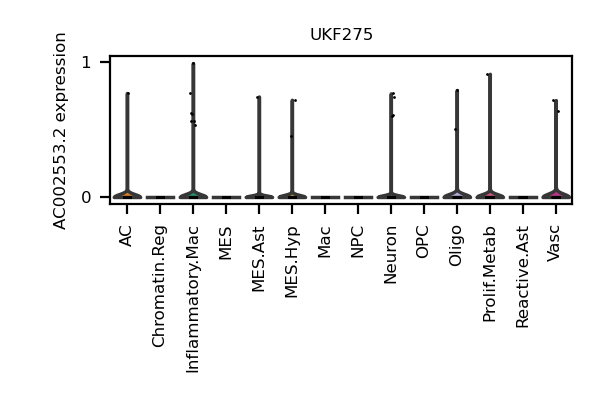 UKF275
AC002553.2 expression
1
0
AC
Chromatin.Reg
Inflammatory.Mac
MES
MES.Ast
MES.Hyp
Mac
NPC
Neuron
OPC
Oligo
Prolif.Metab
Reactive.Ast
Vasc